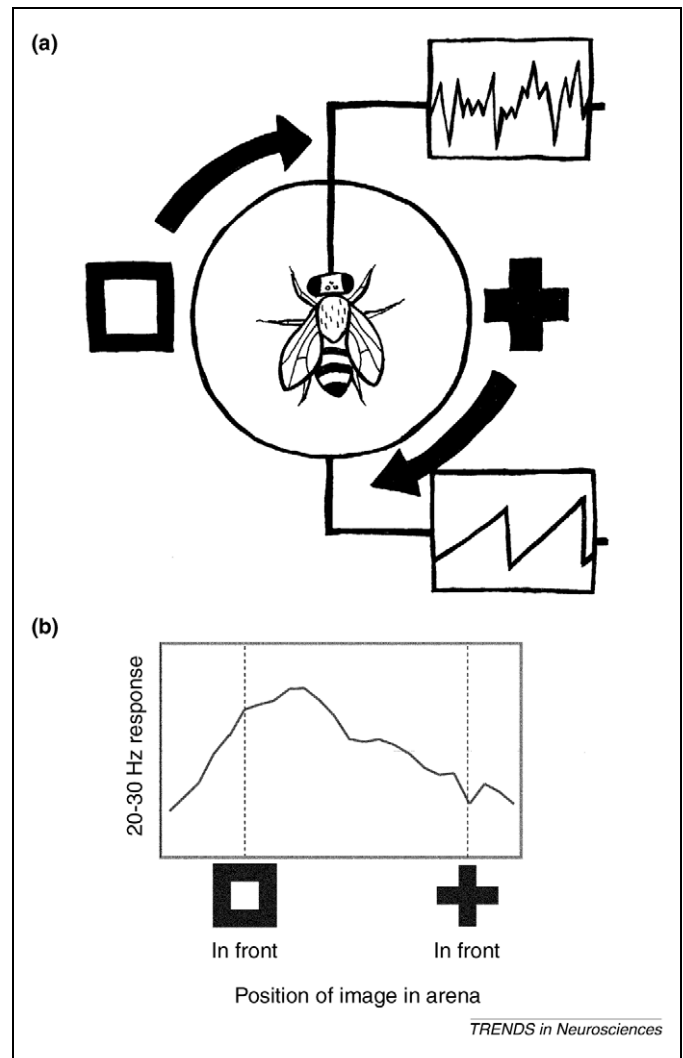 (a)
(b)
20-30 Hz response
In front
In front
Position of image in arena
TRENDS in Neurosciences